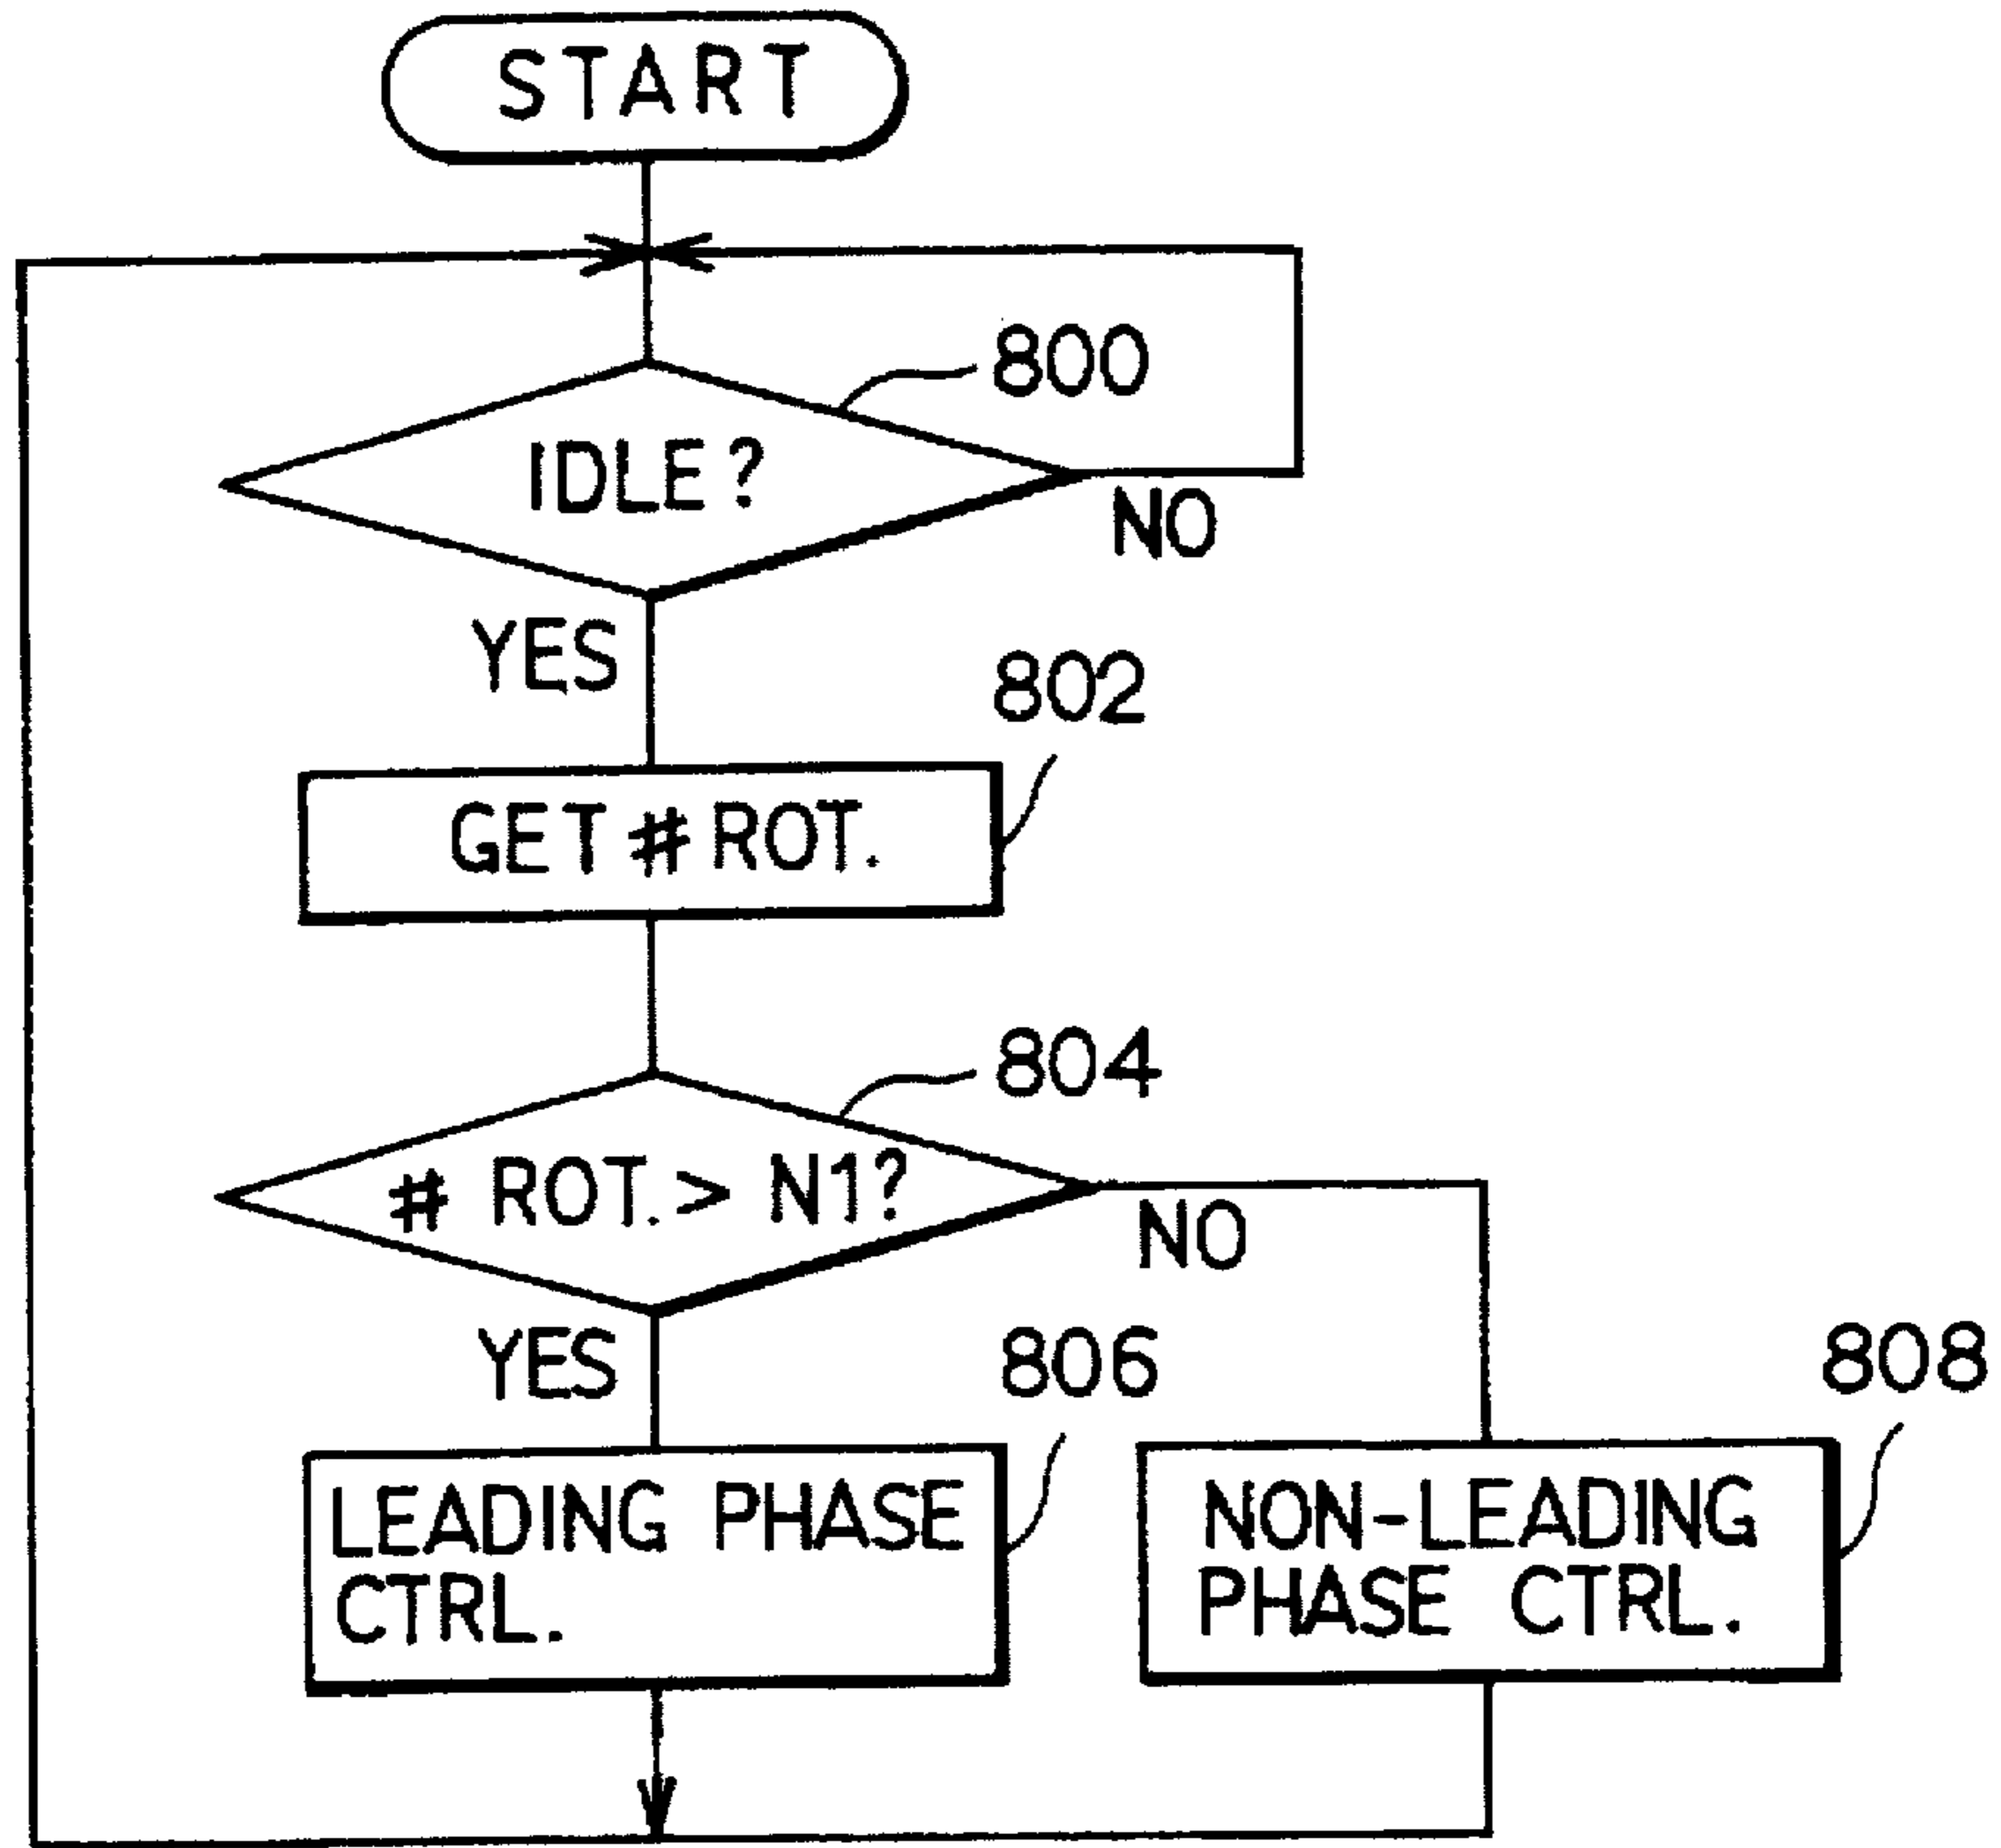 START
800
IDLE?
NO
YES
802
GET # ROT.
804
# ROT. > N1?
NO
YES
806
808
LEADING PHASE
CTRL.
NON-LEADING
PHASE CTRL.